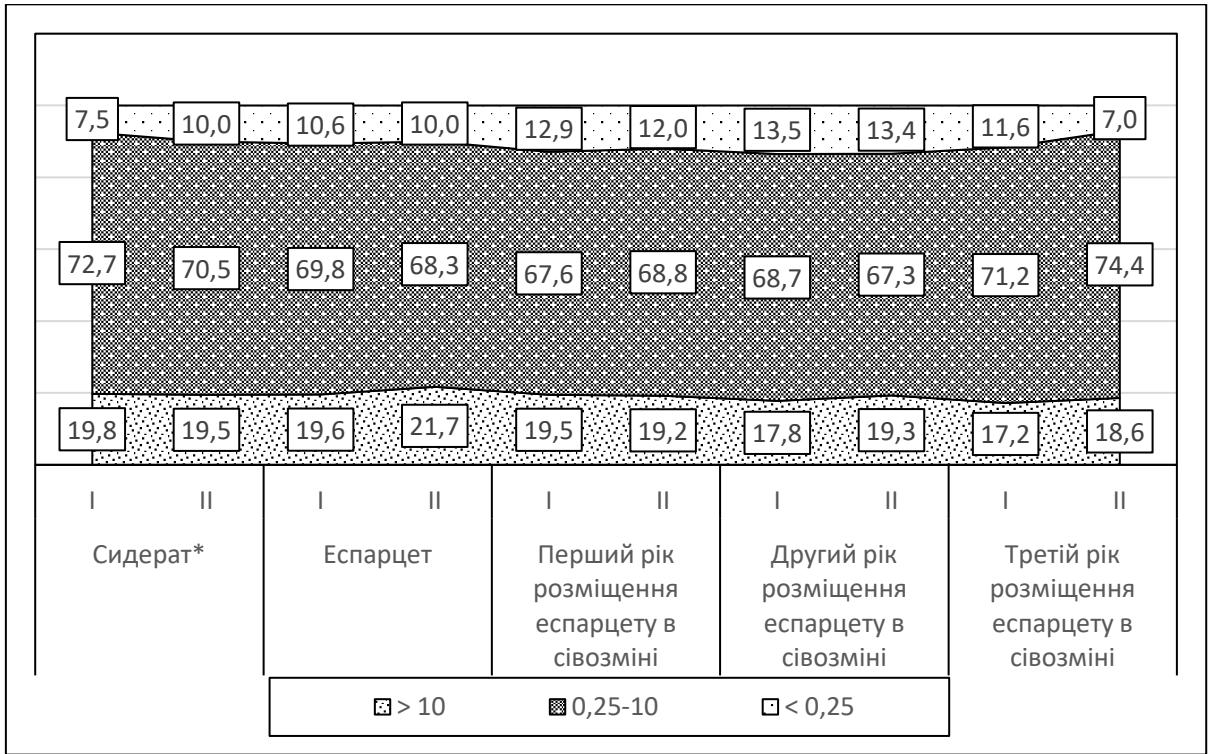 7,5 10,0 10,6 10,0 12,9 12,0 13,5 13,4 11,6 7,0
72,7 70,5 69,8 68,3 67,6 68,8 68,7 67,3 71,2 74,4
19,8 19,5 19,6 21,7 19,5 19,2 17,8 19,3 17,2 18,6
I II I II I II I II I II
Сидерат* Еспарцет Перший рік Другий рік Третій рік
розміщення розміщення розміщення
еспарцету в еспарцету в еспарцету в
сівозміні сівозміні сівозміні
> 10 0,25-10 < 0,25